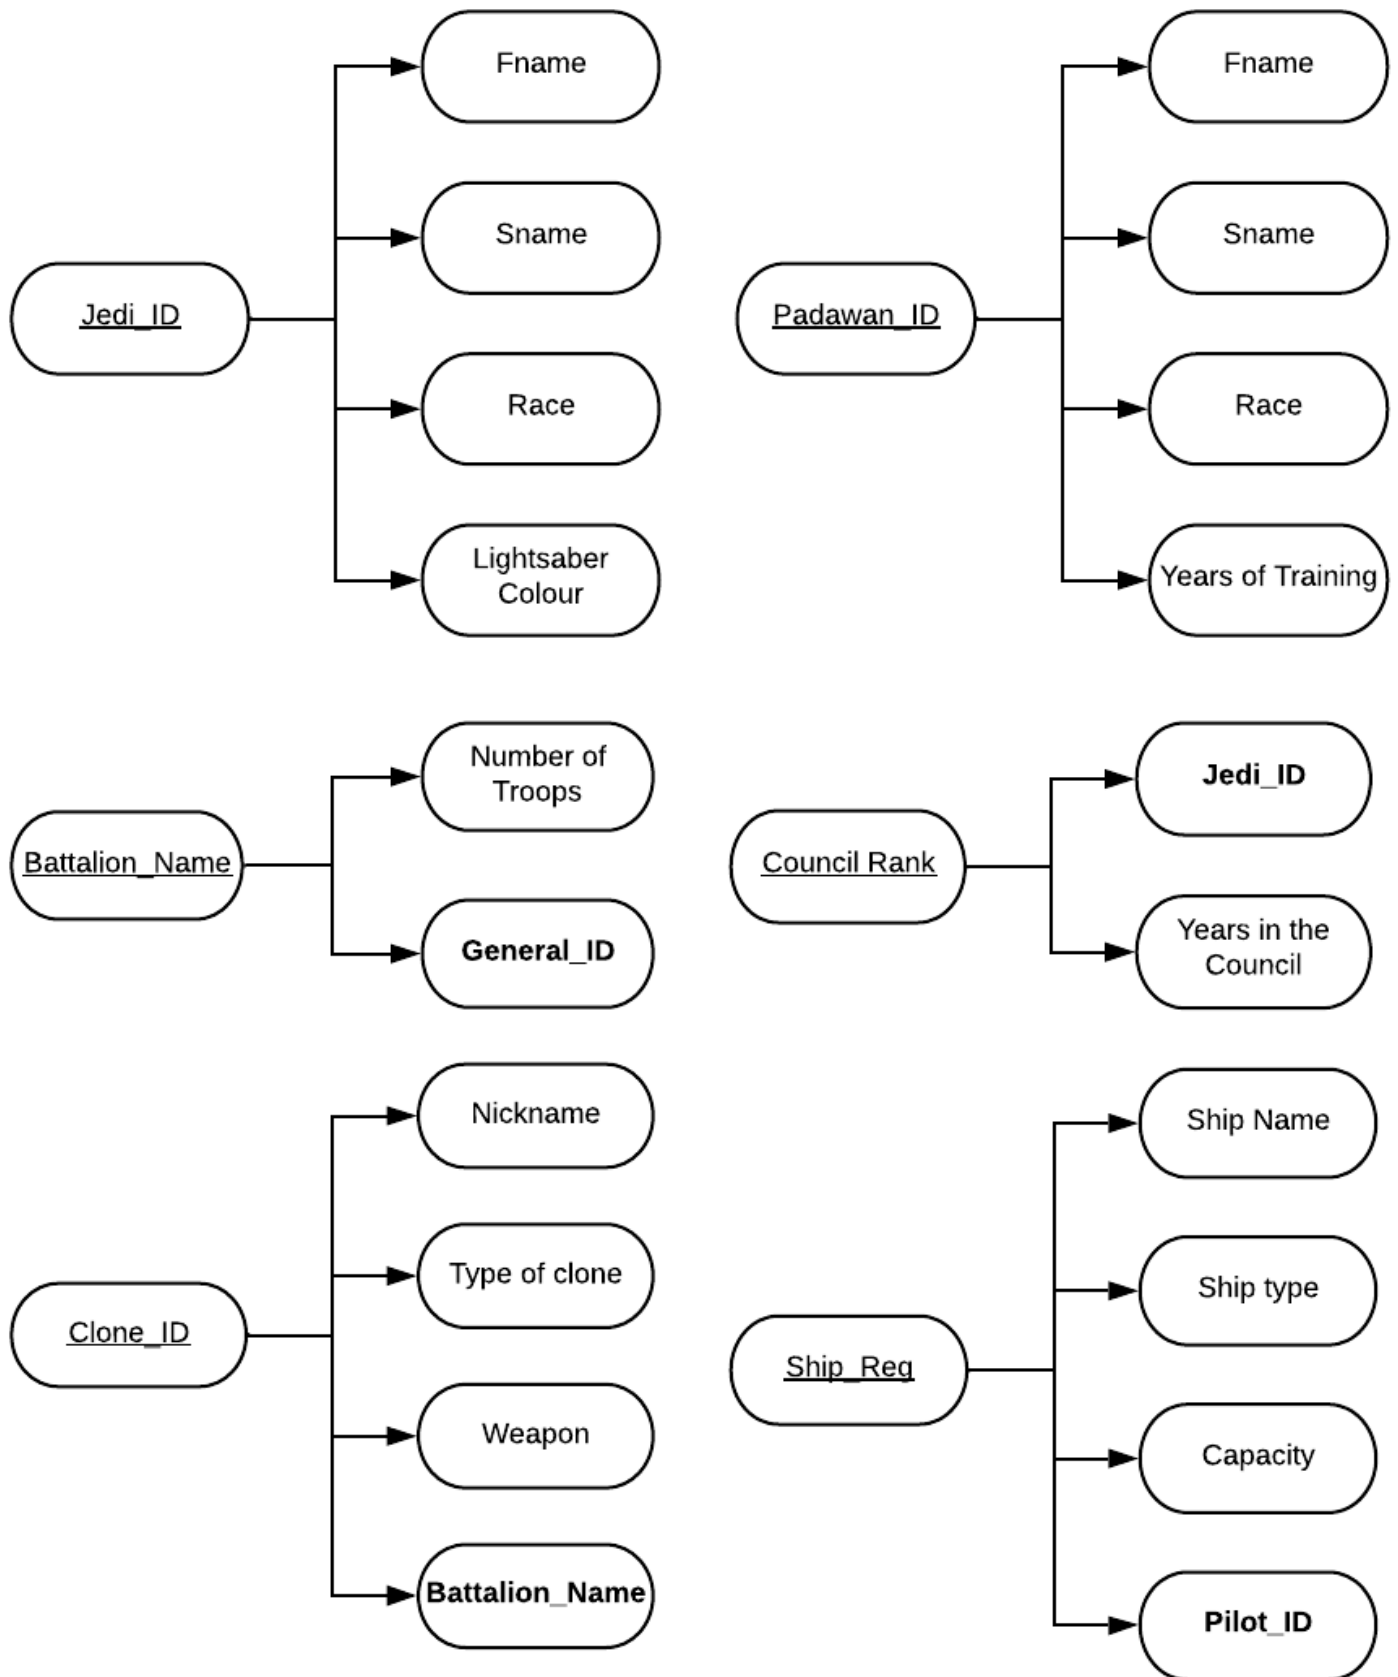 Fname
Sname
Jedi_ID
Race
Lightsaber
Colour
Fname
Sname
Padawan_ID
Race
Years of Training
Number of
Troops
Battalion_Name
General_ID
Jedi_ID
Council Rank
Years in the
Council
Nickname
Type of clone
Clone_ID
Weapon
Battalion_Name
Ship Name
Ship type
Ship_Reg
Capacity
Pilot_ID